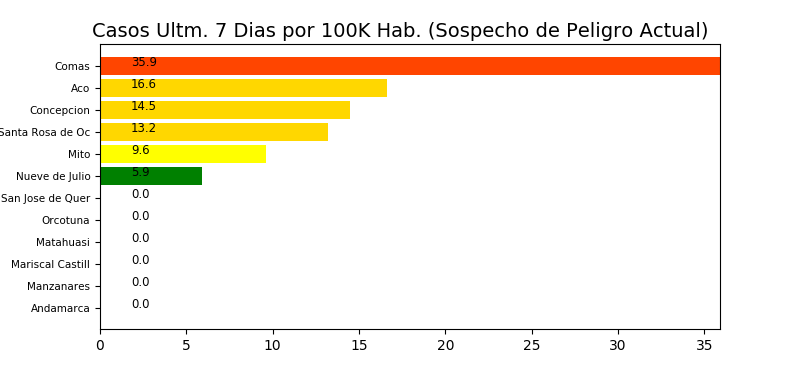 Casos Ultm. 7 Dias por 100K Hab. (Sospecho de Peligro Actual)
Comas 35.9
Aco 16.6
Concepcion 14.5
Santa Rosa de Oc 13.2
Mito 9.6
Nueve de Julio 5.9
San Jose de Quer 0.0
Orcotuna 0.0
Matahuasi 0.0
Mariscal Castill 0.0
Manzanares 0.0
Andamarca 0.0
0 5 10 15 20 25 30 35